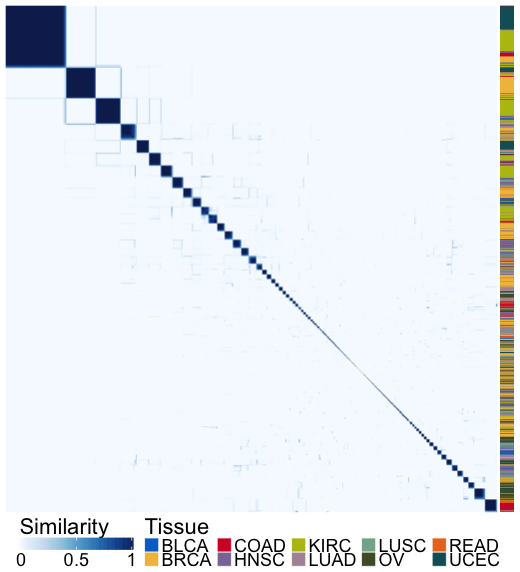 Similarity Tissue
BLCA COAD KIRC LUSC READ
0 0.5 1 BRCA HNSC LUAD OV UCEC